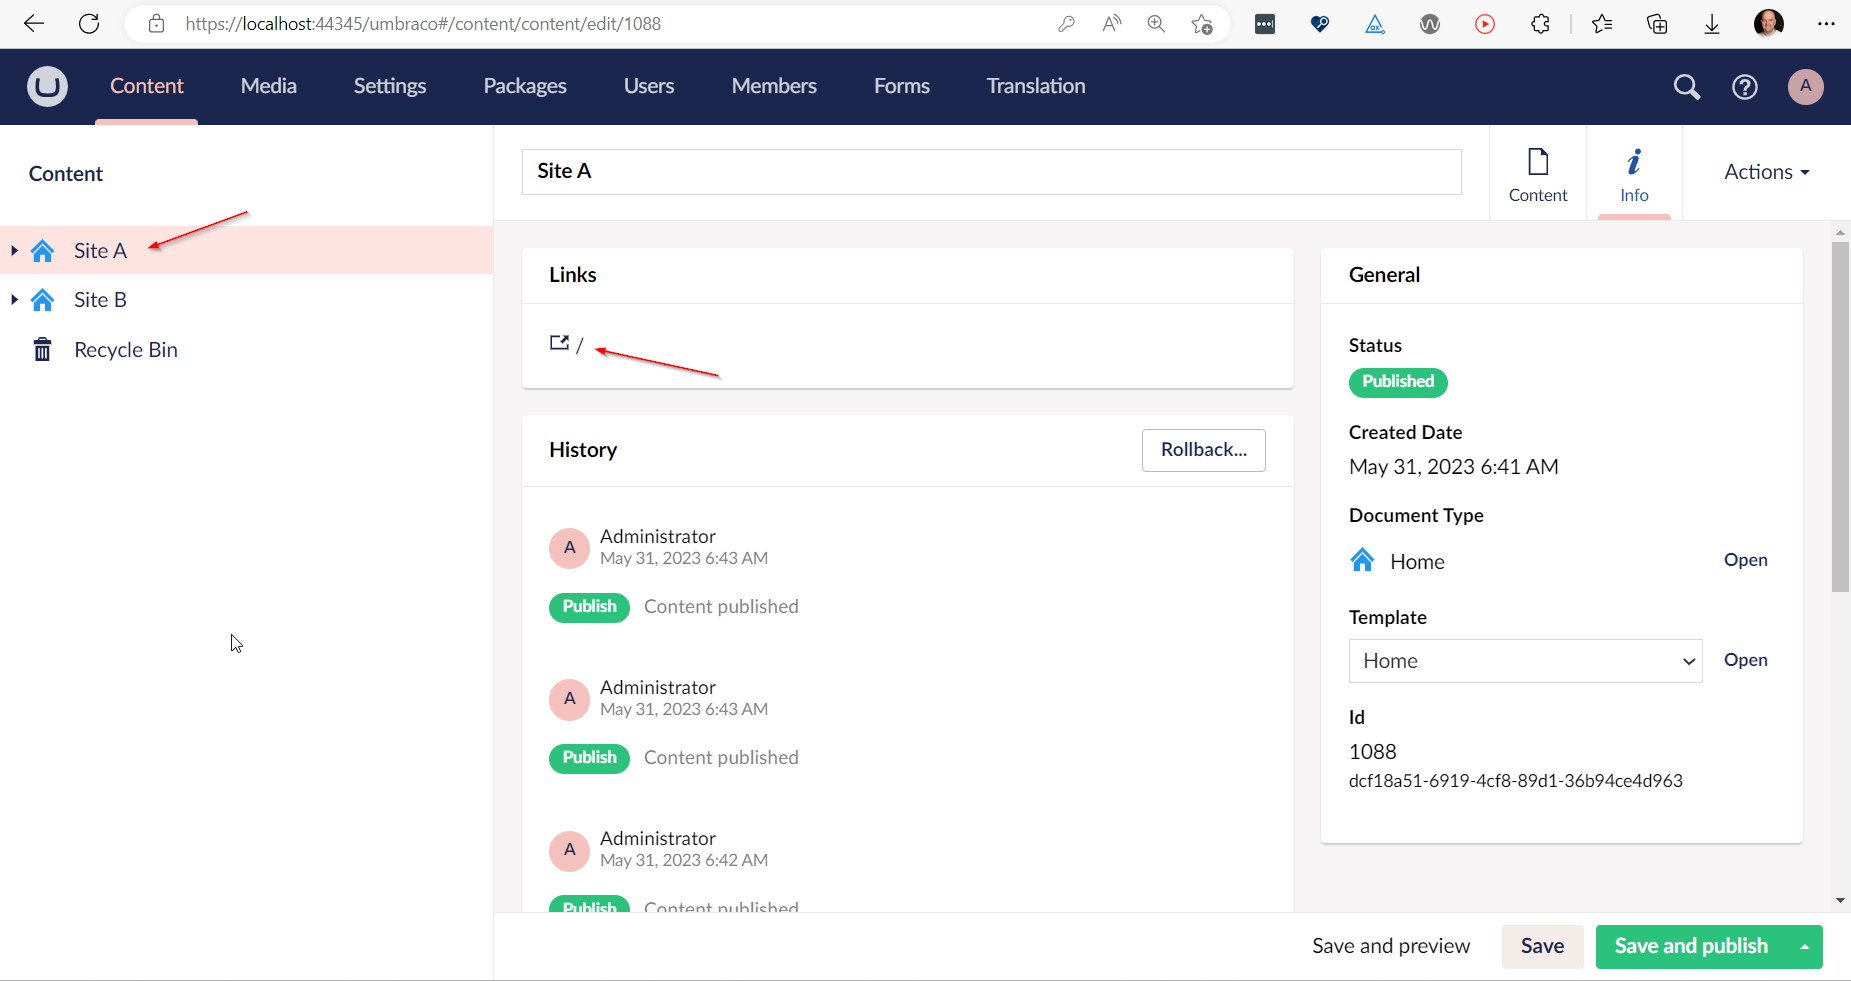 https://localhost:44345/umbraco#/content/content/edit/1088
Content Media Settings Packages Users Members Forms Translation
A
Content
Site A
Site B
Recycle Bin
Site A
Content
Info
Actions
Links
/
History
Rollback...
A
Administrator
May 31, 2023 6:43 AM
Publish Content published
A
Administrator
May 31, 2023 6:43 AM
Publish Content published
A
Administrator
May 31, 2023 6:42 AM
Publish Content published
General
Status
Published
Created Date
May 31, 2023 6:41 AM
Document Type
Home Open
Template
Home Open
Id
1088
dcf18a51-6919-4cf8-89d1-36b94ce4d963
Save and preview Save Save and publish